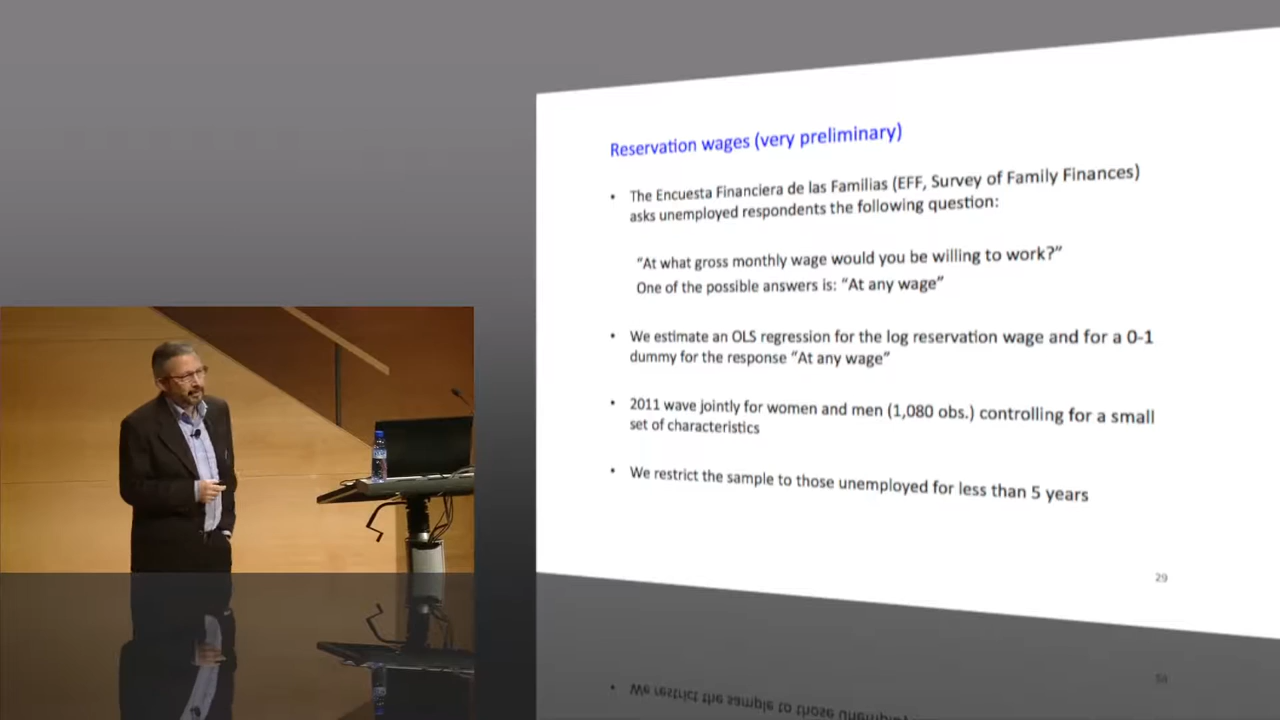 Reservation wages (very preliminary)
• The Encuesta Financiera de las Familias (EFF, Survey of Family Finances)
asks unemployed respondents the following question:
“At what gross monthly wage would you be willing to work?”
One of the possible answers is: “At any wage”
• We estimate an OLS regression for the log reservation wage and for a 0-1
dummy for the response “At any wage”
• 2011 wave jointly for women and men (1,080 obs.) controlling for a small
set of characteristics
• We restrict the sample to those unemployed for less than 5 years
29